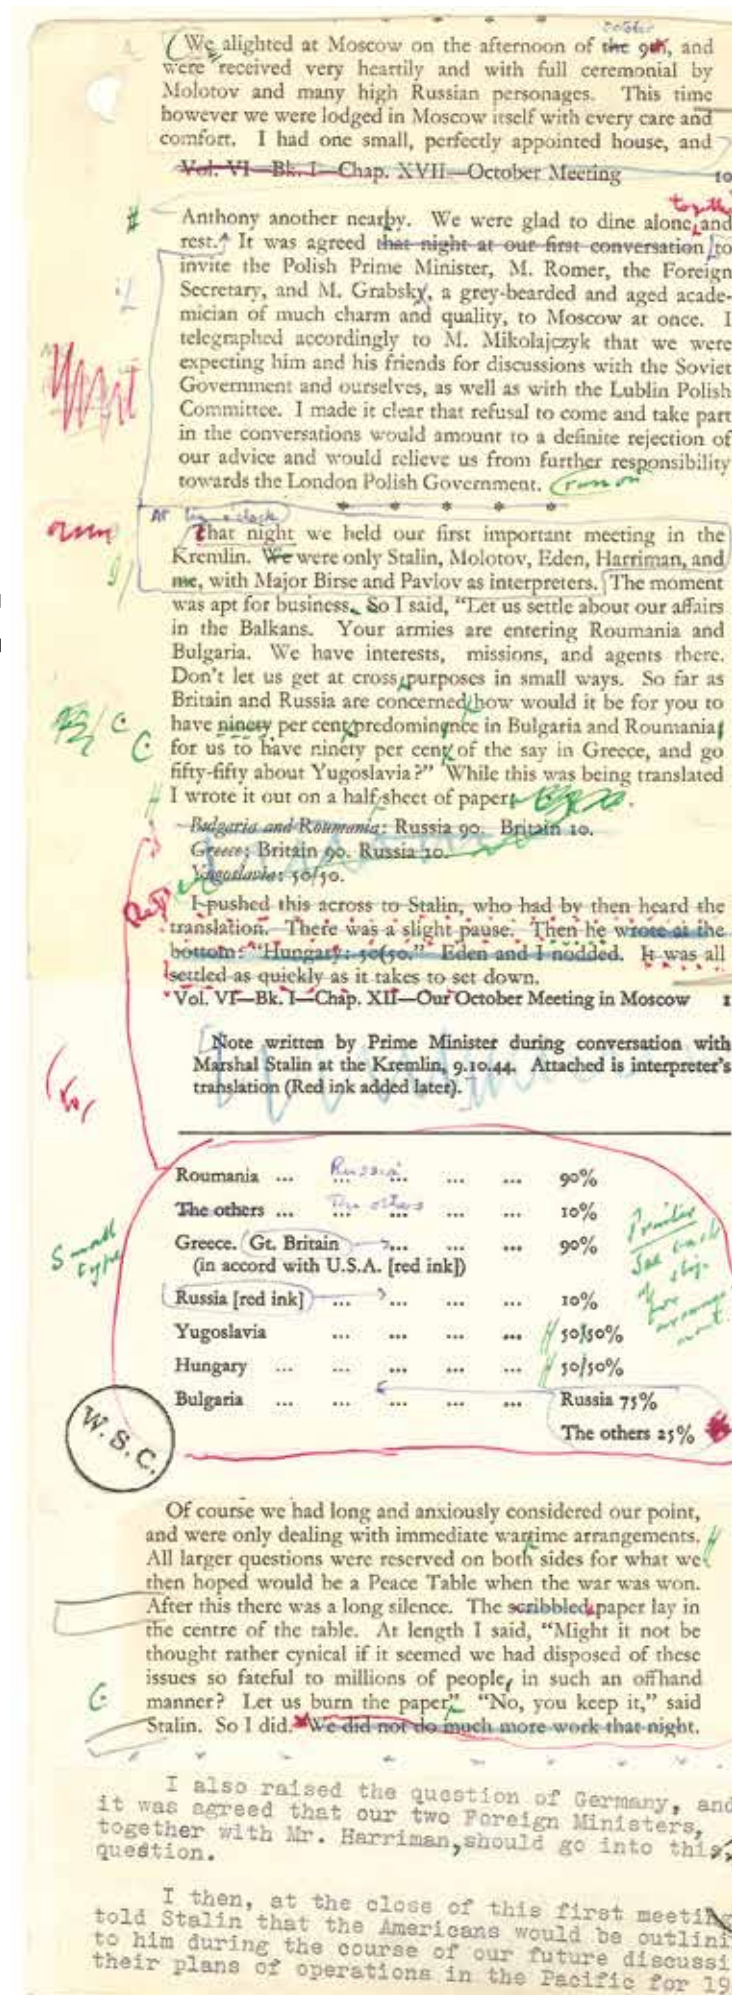 October
(We alighted at Moscow on the afternoon of the 9th, and
were received very heartily and with full ceremonial by
Molotov and many high Russian personages. This time
however we were lodged in Moscow itself with every care and
comfort. I had one small, perfectly appointed house, and
Vol. VI—Bk. I—Chap. XVII—October Meeting 10
together
Anthony another nearby. We were glad to dine alone, and
rest. It was agreed that night at our first conversation to
invite the Polish Prime Minister, M. Romer, the Foreign
Secretary, and M. Grabsky, a grey-bearded and aged acade-
mician of much charm and quality, to Moscow at once. I
telegraphed accordingly to M. Mikolajczyk that we were
expecting him and his friends for discussions with the Soviet
Government and ourselves, as well as with the Lublin Polish
Committee. I made it clear that refusal to come and take part
in the conversations would amount to a definite rejection of
our advice and would relieve us from further responsibility
towards the London Polish Government. run on
* * * * *
At ten o'clock
That night we held our first important meeting in the
Kremlin. We were only Stalin, Molotov, Eden, Harriman, and
me, with Major Birse and Pavlov as interpreters. The moment
was apt for business. So I said, "Let us settle about our affairs
in the Balkans. Your armies are entering Roumania and
Bulgaria. We have interests, missions, and agents there.
Don't let us get at cross purposes in small ways. So far as
Britain and Russia are concerned how would it be for you to
have ninety per cent predominence in Bulgaria and Roumania
for us to have ninety per cent of the say in Greece, and go
fifty-fifty about Yugoslavia?" While this was being translated
I wrote it out on a half sheet of paper
Bulgaria and Roumania: Russia 90. Britain 10.
Greece: Britain 90. Russia 10.
Yugoslavia: 50/50.
I pushed this across to Stalin, who had by then heard the
translation. There was a slight pause. Then he wrote at the
bottom: "Hungary: 50(50." Eden and I nodded. It was all
settled as quickly as it takes to set down.
Vol. VI—Bk. I—Chap. XII—Our October Meeting in Moscow 1
Note written by Prime Minister during conversation with
Marshal Stalin at the Kremlin, 9.10.44. Attached is interpreter's
translation (Red ink added later).
Roumania ... Russia ... ... ... 90%
The others ... The others ... ... ... 10%
Greece. Gt. Britain ... ... ... 90%
(in accord with U.S.A. [red ink])
Russia [red ink] ... ... ... ... 10%
Yugoslavia ... ... ... ... 50/50%
Hungary ... ... ... ... ... 50/50%
Bulgaria ... ... ... ... ... Russia 75%
The others 25%
Small
type
Printer
See
of slip
for
arrange
ment.
W. S. C.
Of course we had long and anxiously considered our point,
and were only dealing with immediate wartime arrangements.
All larger questions were reserved on both sides for what we
then hoped would be a Peace Table when the war was won.
After this there was a long silence. The scribbled paper lay in
the centre of the table. At length I said, "Might it not be
thought rather cynical if it seemed we had disposed of these
issues so fateful to millions of people, in such an offhand
manner? Let us burn the paper" "No, you keep it," said
Stalin. So I did. We did not do much more work that night.
I also raised the question of Germany, and
it was agreed that our two Foreign Ministers,
together with Mr. Harriman, should go into this
question.
I then, at the close of this first meeting
told Stalin that the Americans would be outlini
to him during the course of our future discussi
their plans of operations in the Pacific for 19